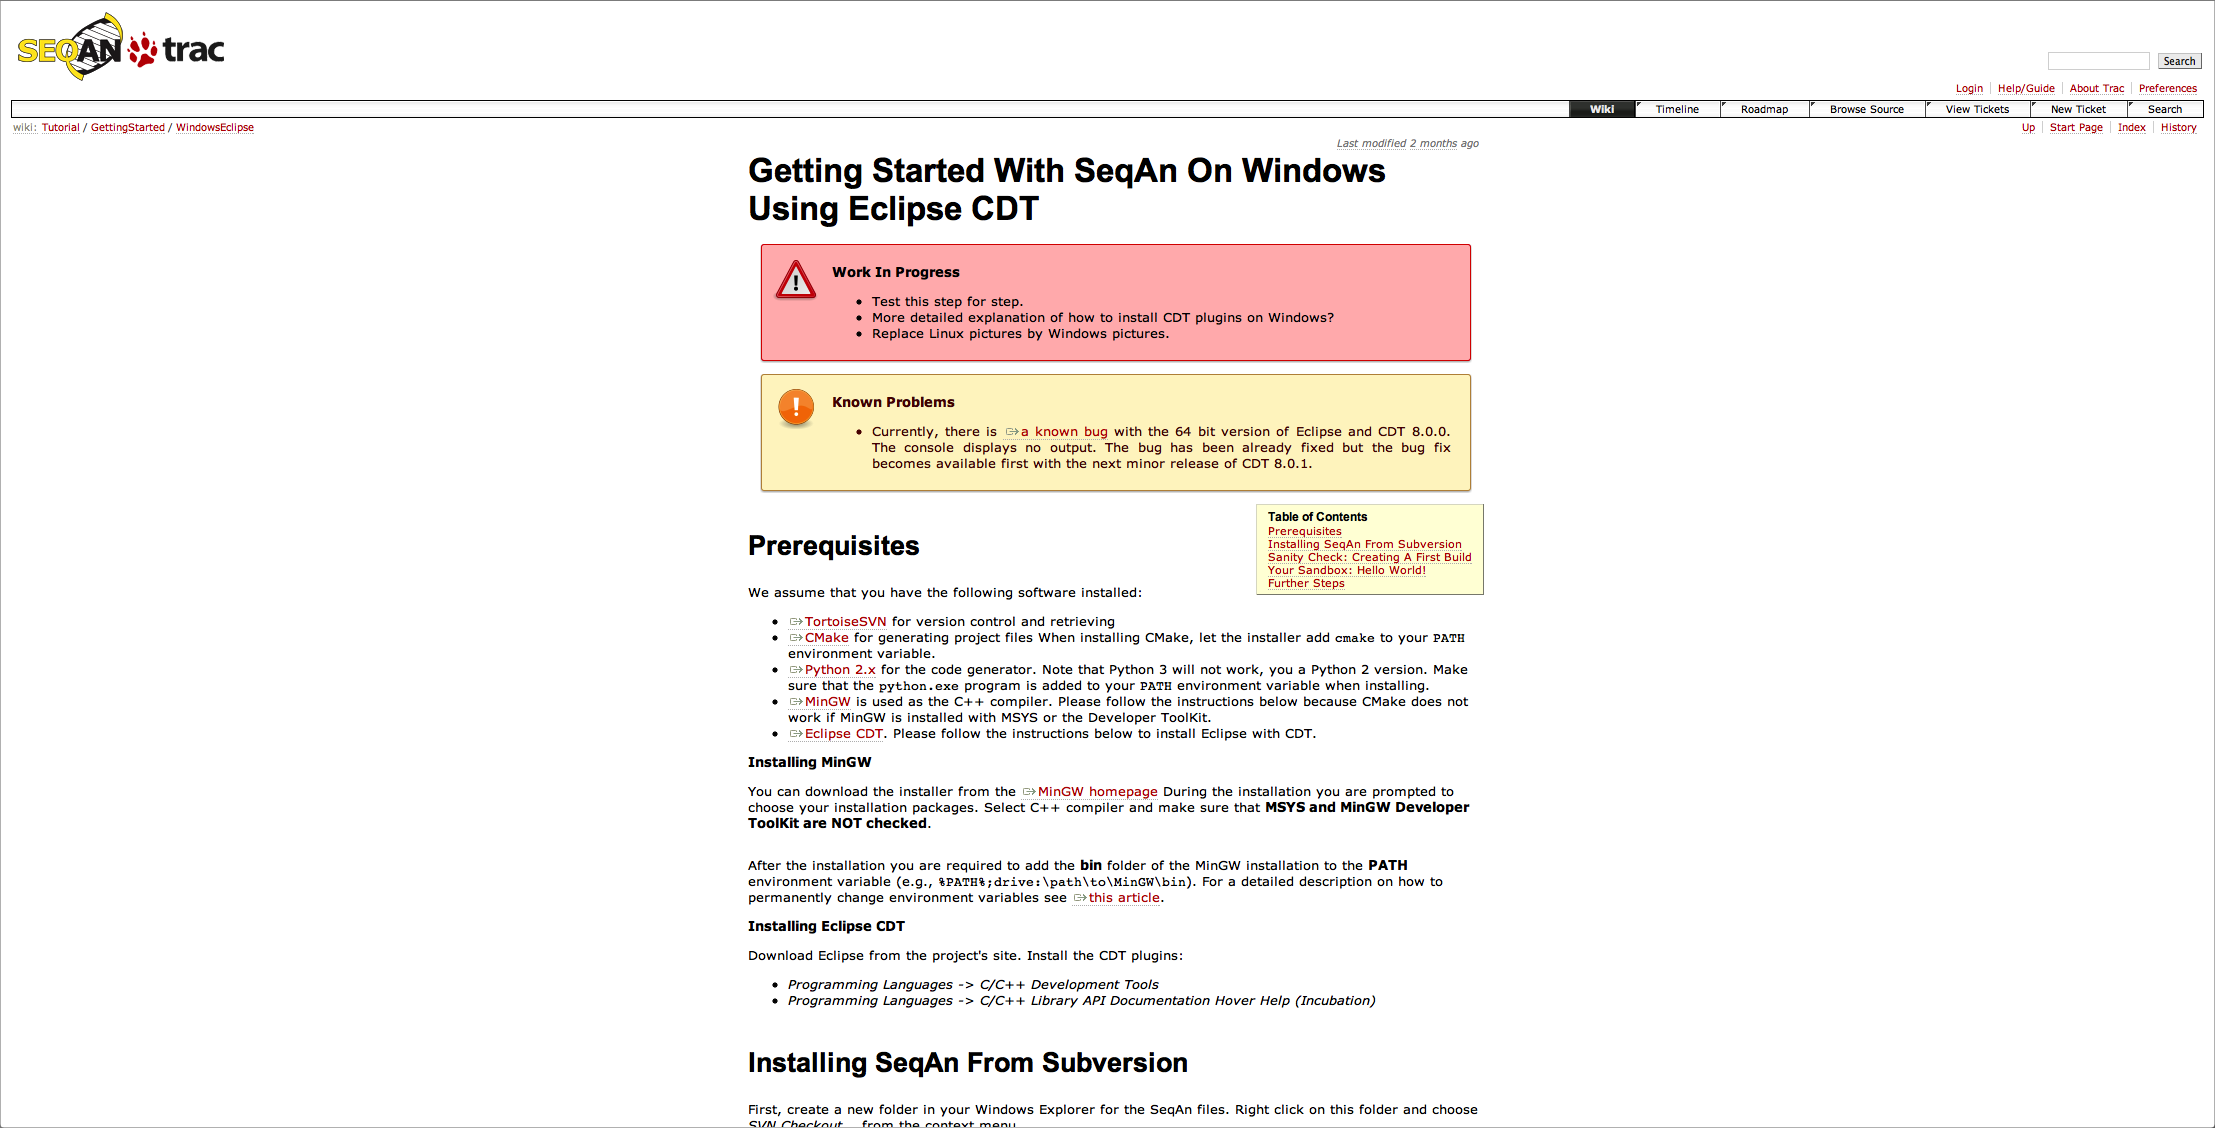 SEQAN trac
Search
Login Help/Guide About Trac Preferences
Wiki Timeline Roadmap Browse Source View Tickets New Ticket Search
wiki: Tutorial / GettingStarted / WindowsEclipse
Up Start Page Index History
Last modified 2 months ago
Getting Started With SeqAn On Windows
Using Eclipse CDT
Work In Progress
• Test this step for step.
• More detailed explanation of how to install CDT plugins on Windows?
• Replace Linux pictures by Windows pictures.
Known Problems
• Currently, there is a known bug with the 64 bit version of Eclipse and CDT 8.0.0.
The console displays no output. The bug has been already fixed but the bug fix
becomes available first with the next minor release of CDT 8.0.1.
Table of Contents
Prerequisites
Installing SeqAn From Subversion
Sanity Check: Creating A First Build
Your Sandbox: Hello World!
Further Steps
Prerequisites
We assume that you have the following software installed:
• TortoiseSVN for version control and retrieving
• CMake for generating project files When installing CMake, let the installer add cmake to your PATH
environment variable.
• Python 2.x for the code generator. Note that Python 3 will not work, you a Python 2 version. Make
sure that the python.exe program is added to your PATH environment variable when installing.
• MinGW is used as the C++ compiler. Please follow the instructions below because CMake does not
work if MinGW is installed with MSYS or the Developer ToolKit.
• Eclipse CDT. Please follow the instructions below to install Eclipse with CDT.
Installing MinGW
You can download the installer from the MinGW homepage During the installation you are prompted to
choose your installation packages. Select C++ compiler and make sure that MSYS and MinGW Developer
ToolKit are NOT checked.
After the installation you are required to add the bin folder of the MinGW installation to the PATH
environment variable (e.g., %PATH%;drive:\path\to\MinGW\bin). For a detailed description on how to
permanently change environment variables see this article.
Installing Eclipse CDT
Download Eclipse from the project's site. Install the CDT plugins:
• Programming Languages -> C/C++ Development Tools
• Programming Languages -> C/C++ Library API Documentation Hover Help (Incubation)
Installing SeqAn From Subversion
First, create a new folder in your Windows Explorer for the SeqAn files. Right click on this folder and choose
SVN Checkout... from the context menu